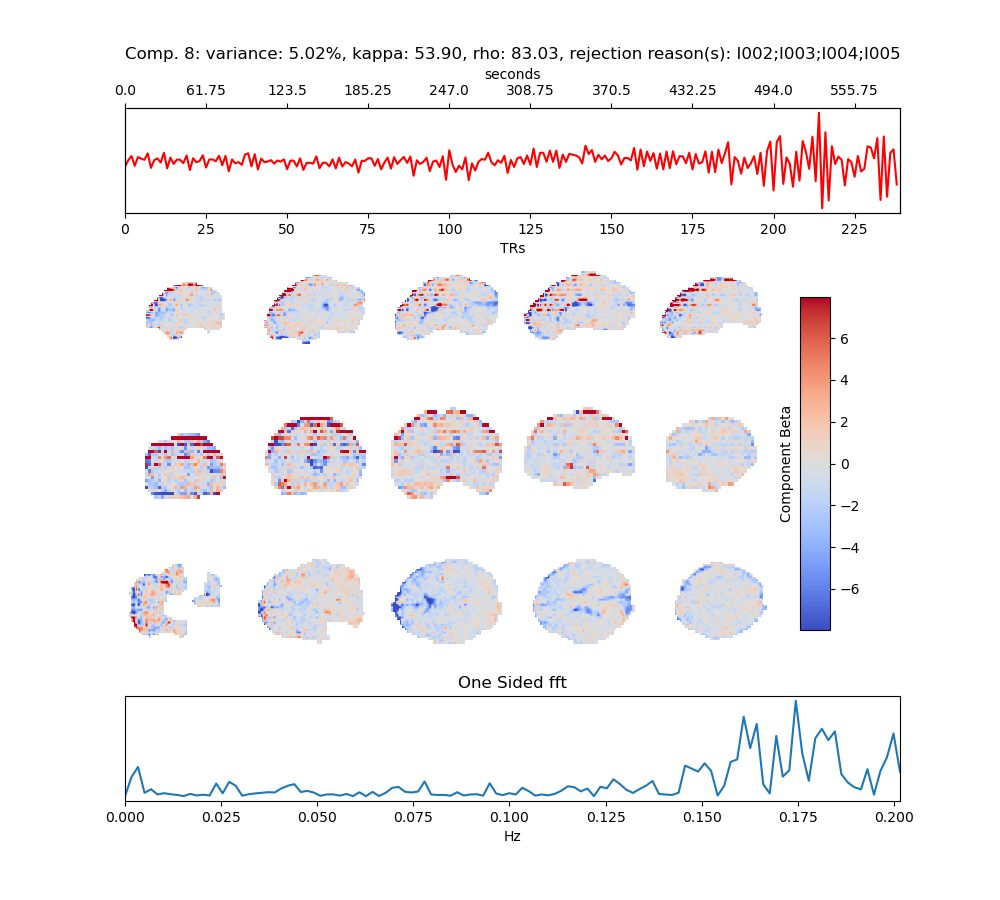 Comp. 8: variance: 5.02%, kappa: 53.90, rho: 83.03, rejection reason(s): I002;I003;I004;I005
seconds
0.0 61.75 123.5 185.25 247.0 308.75 370.5 432.25 494.0 555.75
0 25 50 75 100 125 150 175 200 225
TRs
6
4
2
0
−2
−4
−6
Component Beta
One Sided fft
0.000 0.025 0.050 0.075 0.100 0.125 0.150 0.175 0.200
Hz